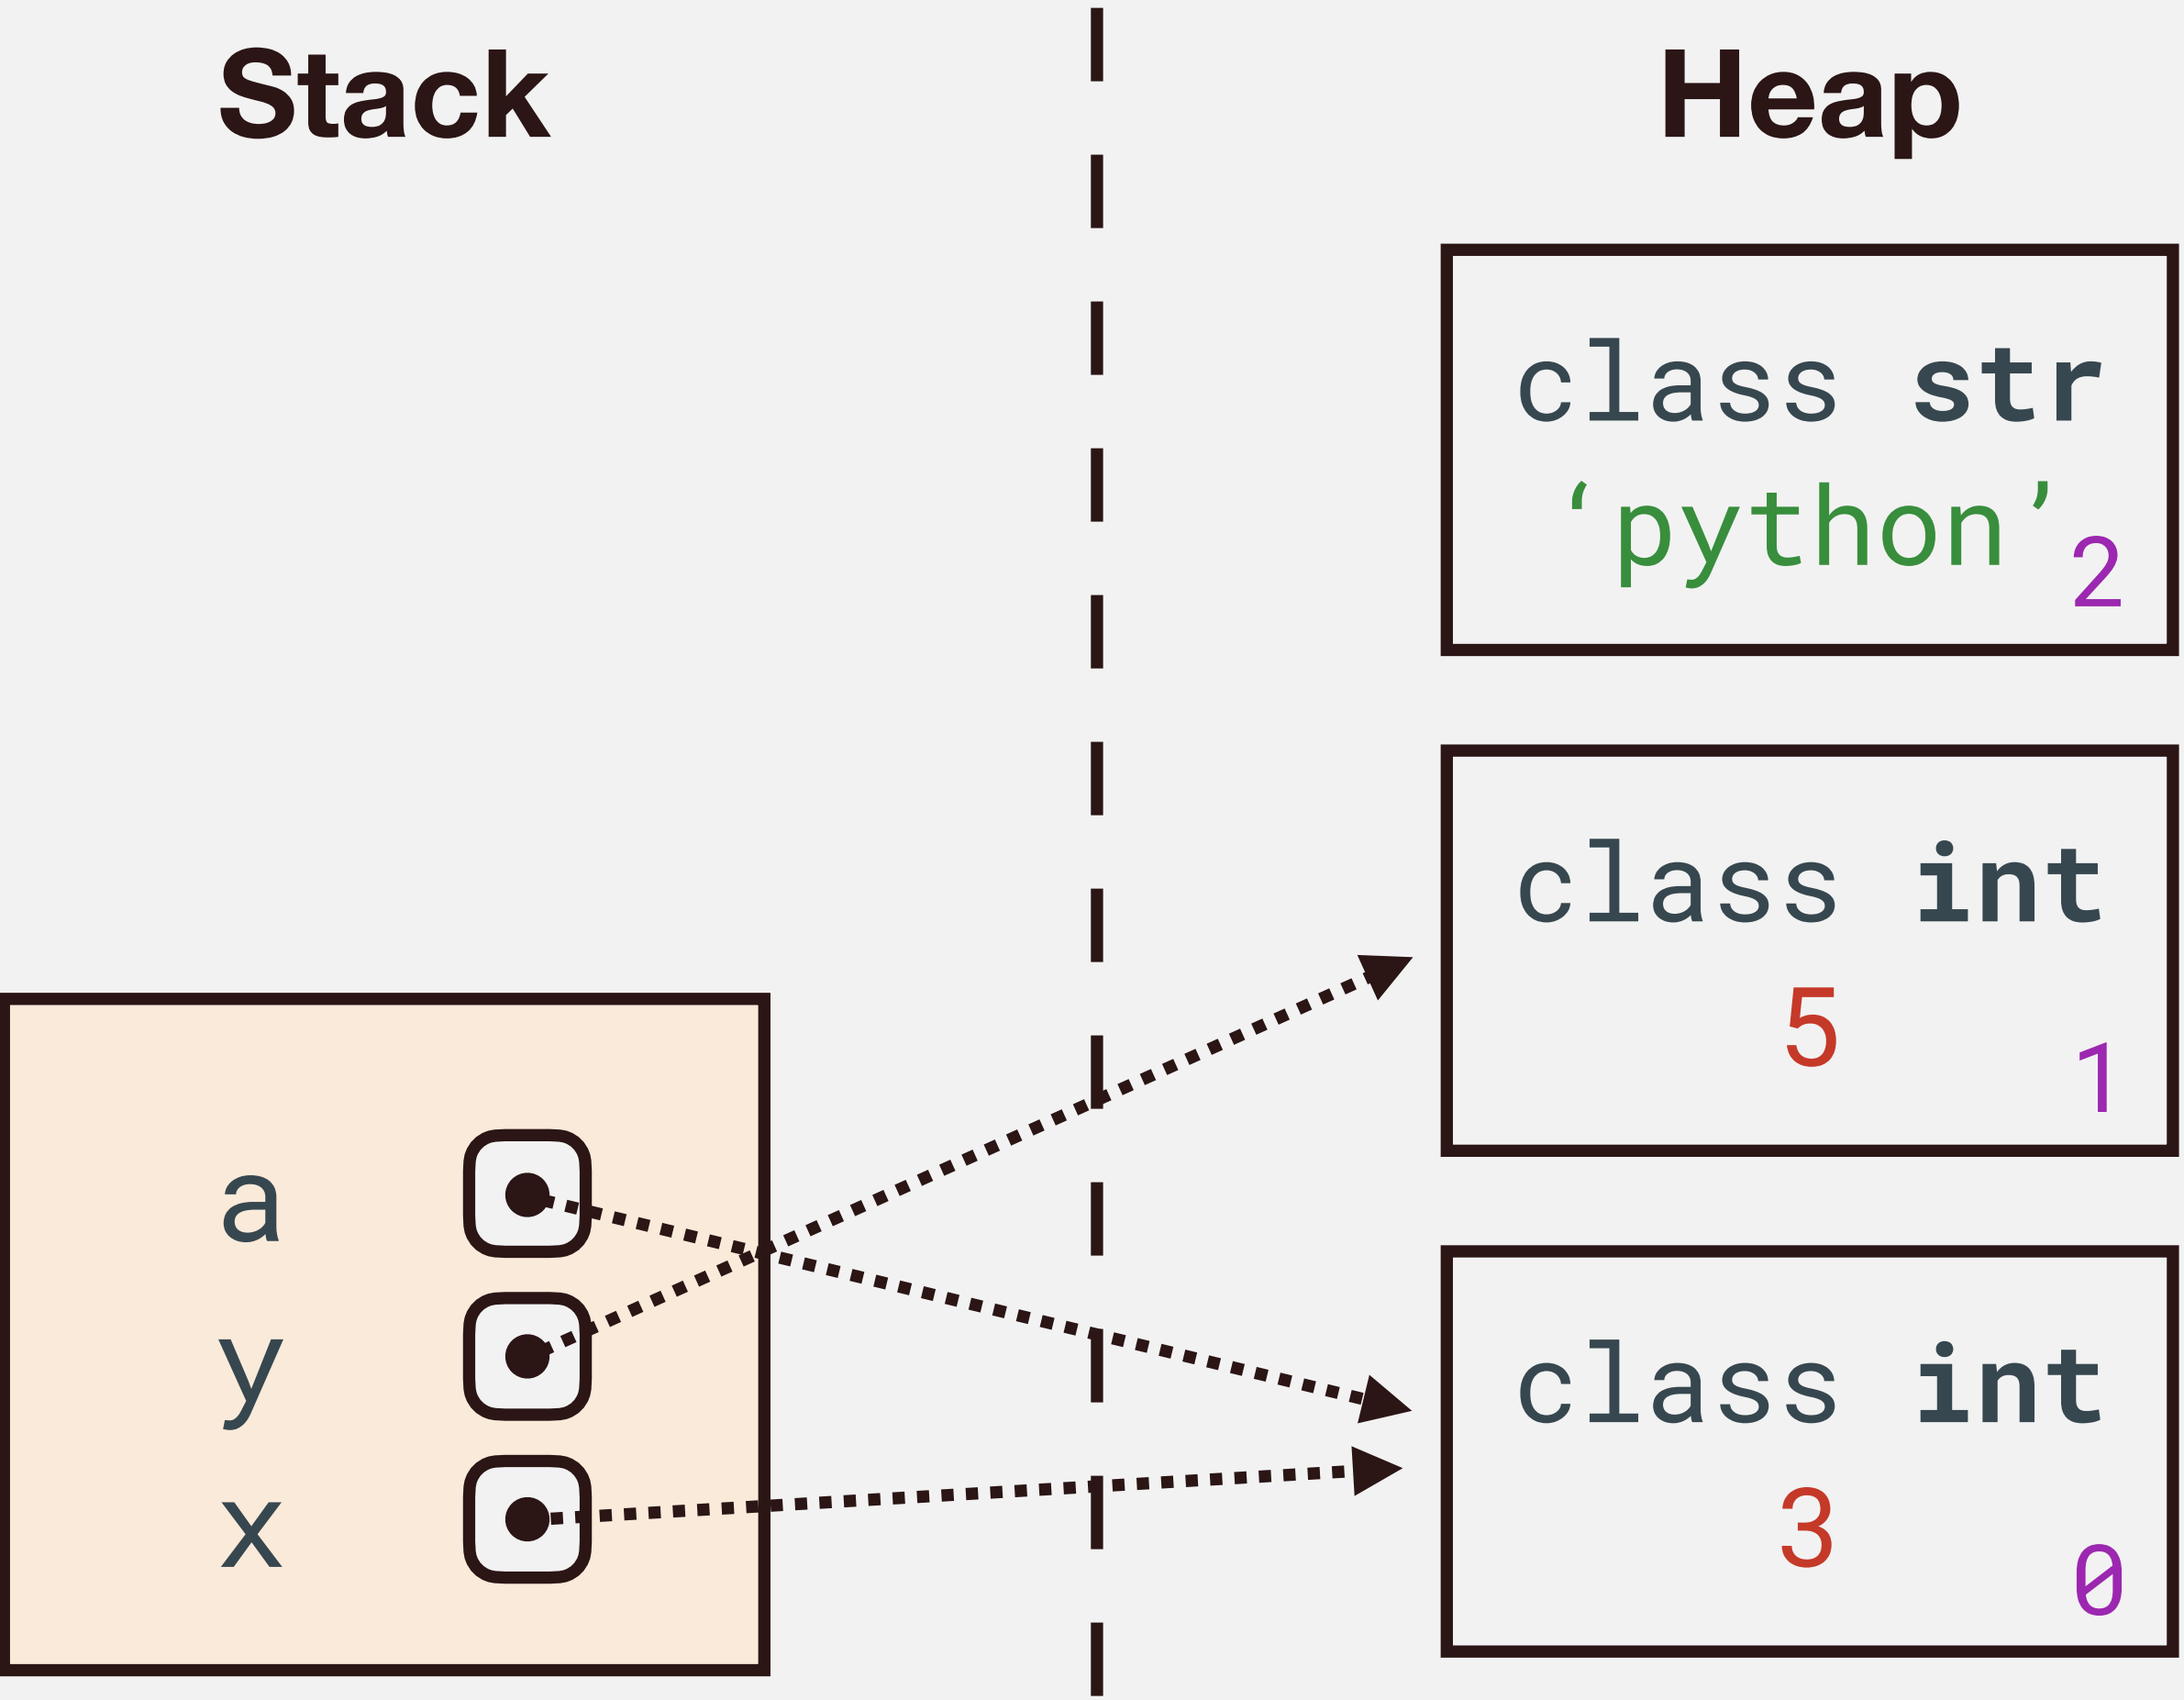 Stack
Heap
class str
‘python’
2
class int
5
1
a
y
x
class int
3
0